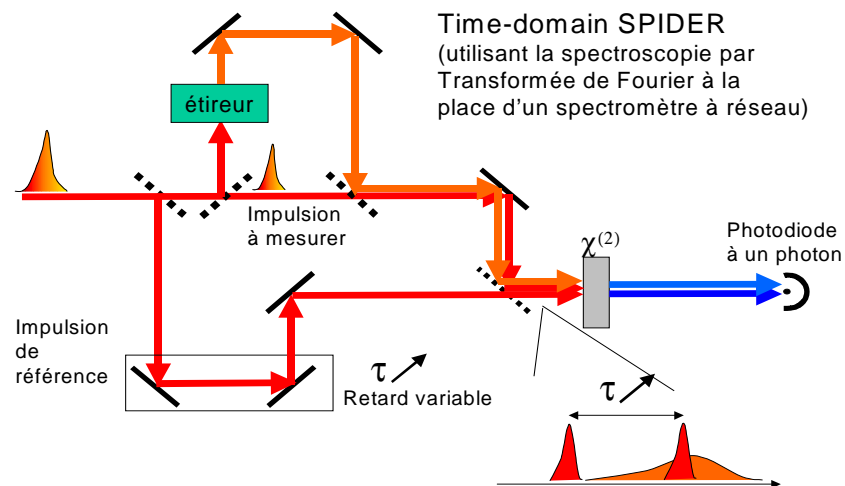 Time-domain SPIDER
(utilisant la spectroscopie par
Transformée de Fourier à la
place d'un spectromètre à réseau)
étireur
Impulsion
à mesurer
χ(2)
Photodiode
à un photon
Impulsion
de
référence
τ
Retard variable
τ